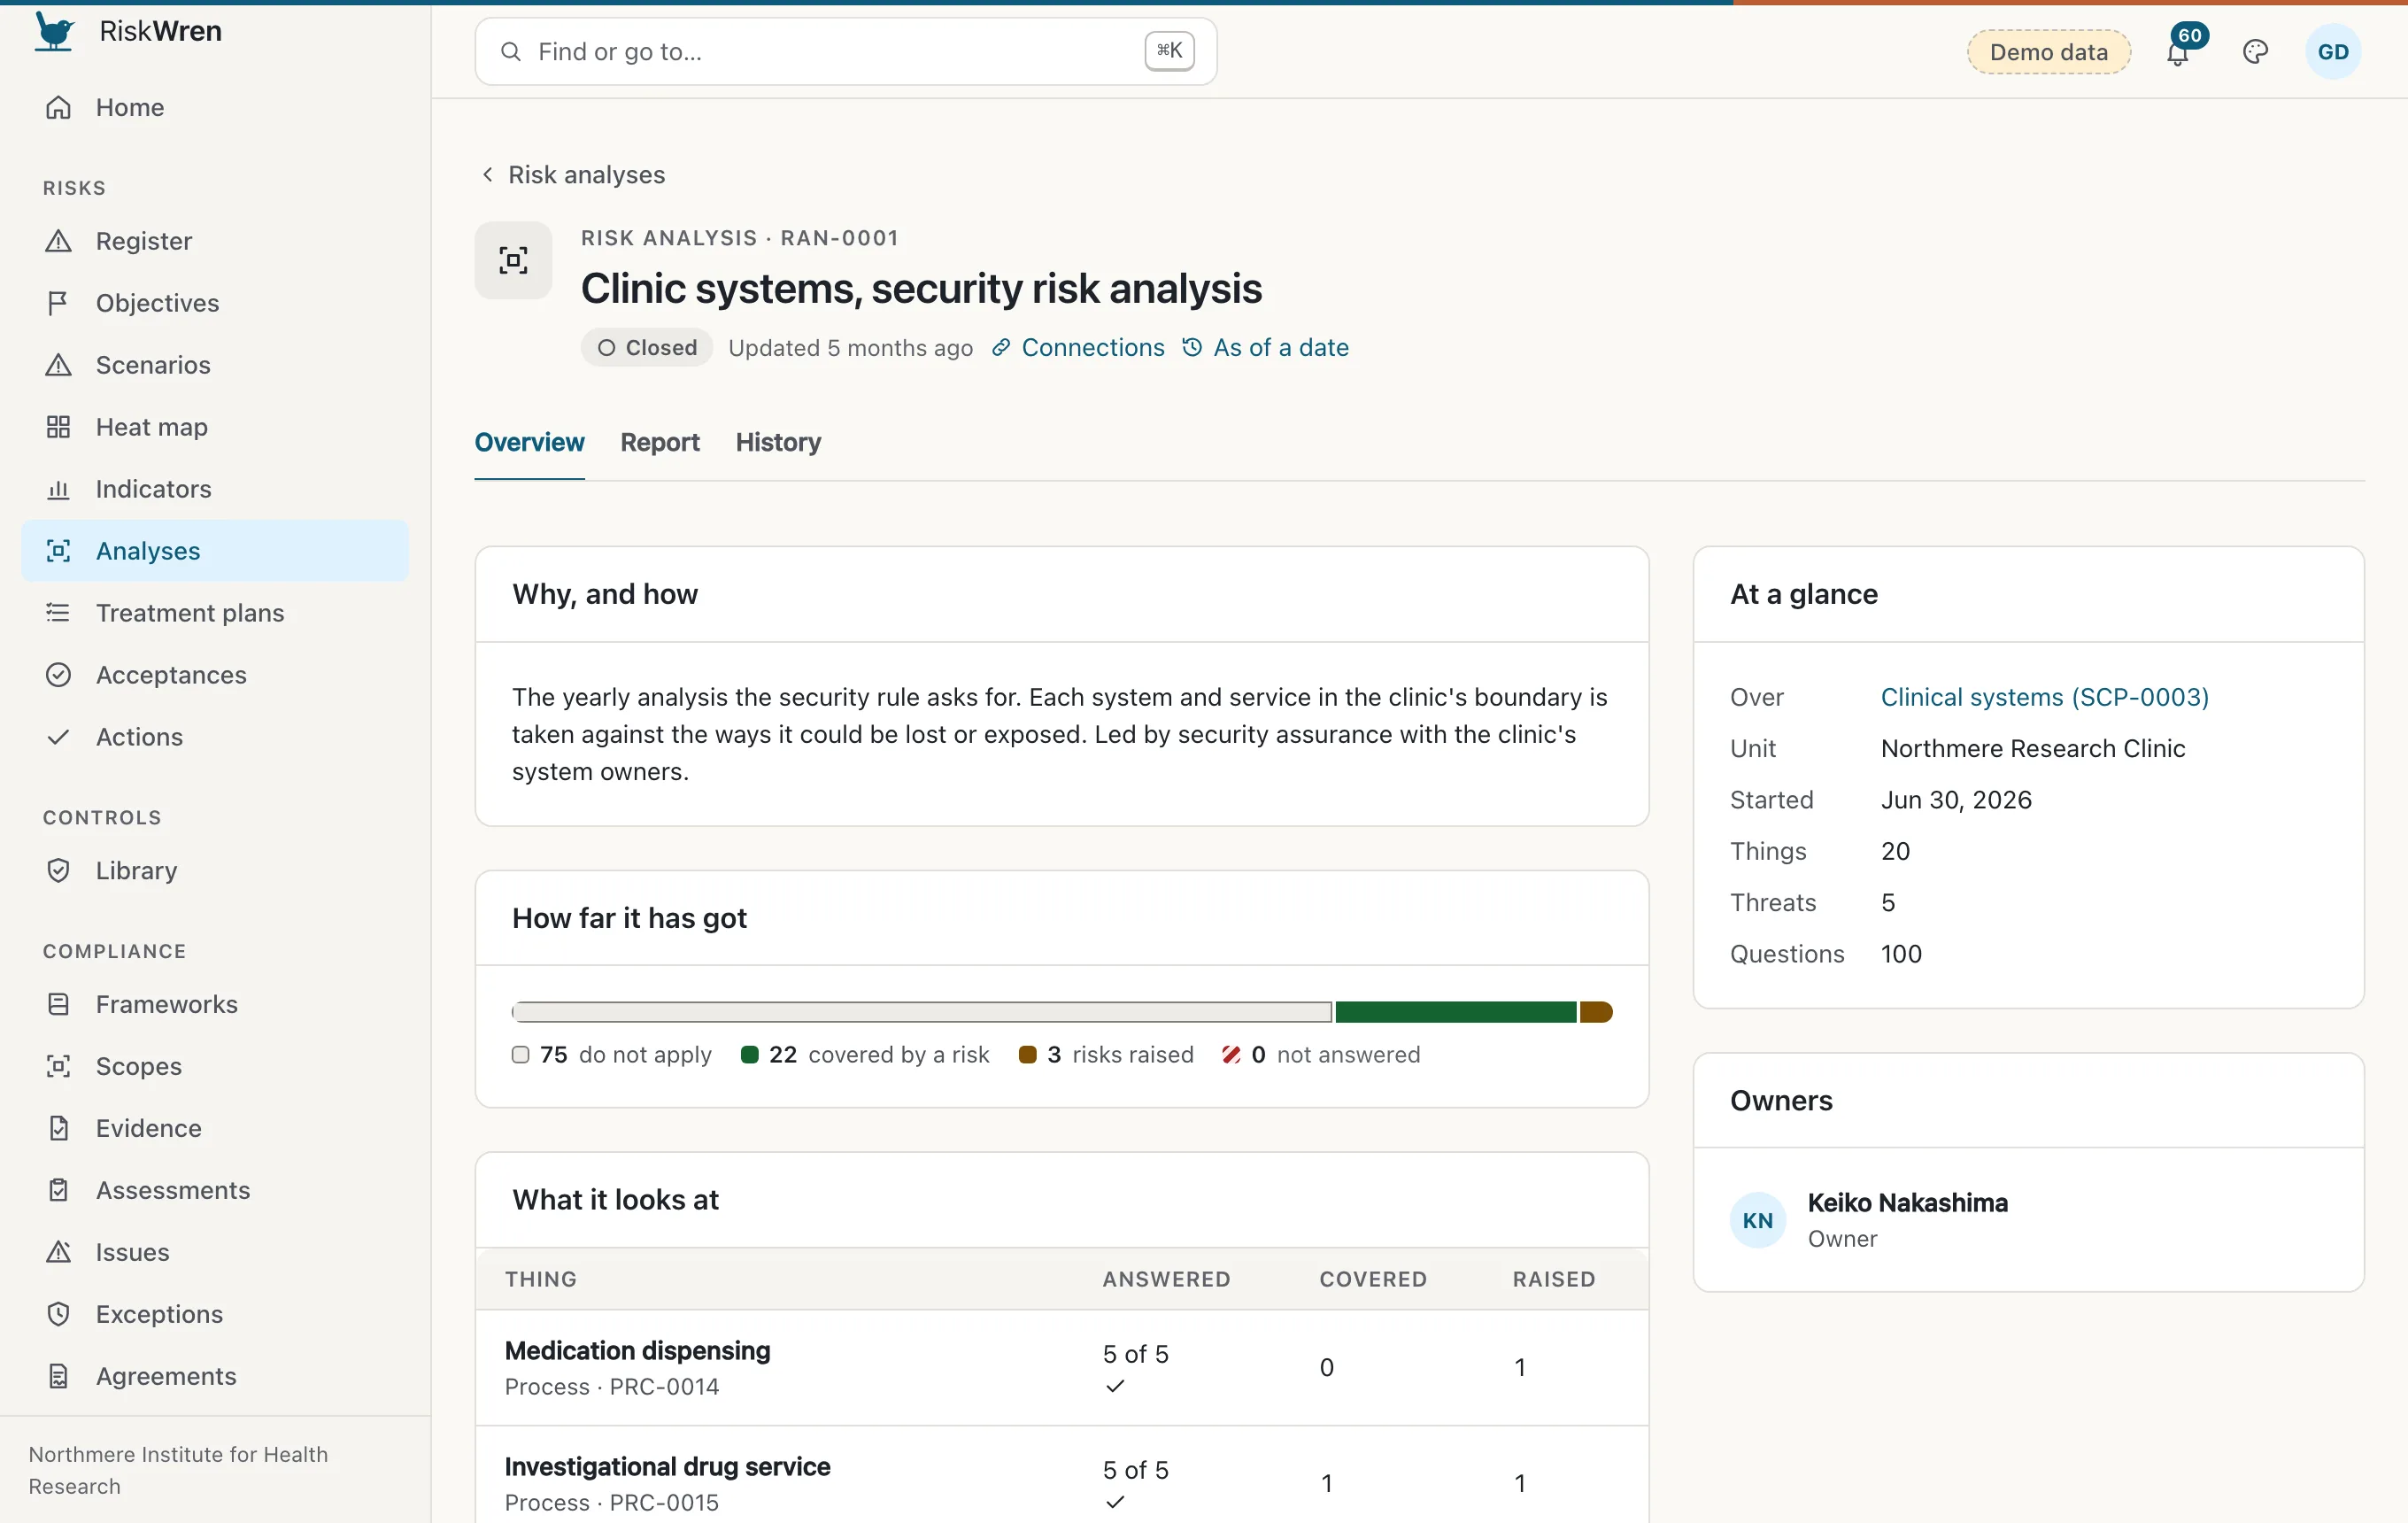 RiskWren
Find or go to...
⌘K
Demo data
60
GD
Home
RISKS
Register
Objectives
Scenarios
Heat map
Indicators
Analyses
Treatment plans
Acceptances
Actions
CONTROLS
Library
COMPLIANCE
Frameworks
Scopes
Evidence
Assessments
Issues
Exceptions
Agreements
Northmere Institute for Health
Research
Risk analyses
RISK ANALYSIS · RAN-0001
Clinic systems, security risk analysis
Closed Updated 5 months ago Connections As of a date
Overview Report History
Why, and how
The yearly analysis the security rule asks for. Each system and service in the clinic's boundary is
taken against the ways it could be lost or exposed. Led by security assurance with the clinic's
system owners.
How far it has got
75 do not apply 22 covered by a risk 3 risks raised 0 not answered
What it looks at
THING ANSWERED COVERED RAISED
Medication dispensing
Process · PRC-0014
5 of 5
0
1
Investigational drug service
Process · PRC-0015
5 of 5
1
1
At a glance
Over Clinical systems (SCP-0003)
Unit Northmere Research Clinic
Started Jun 30, 2026
Things 20
Threats 5
Questions 100
Owners
KN
Keiko Nakashima
Owner